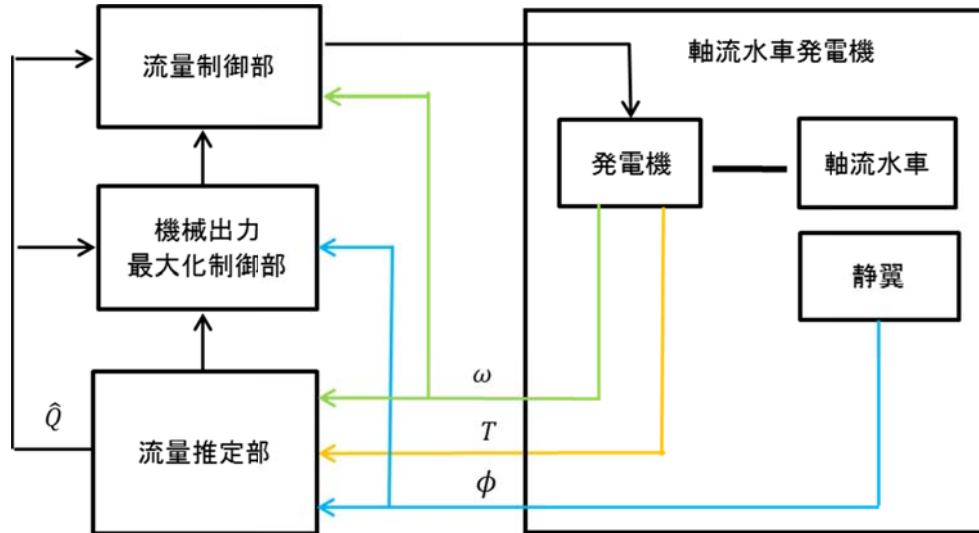 流量制御部
軸流水車発電機
発電機
軸流水車
機械出力
最大化制御部
静翼
ω
Q̂
T
流量推定部
ϕ